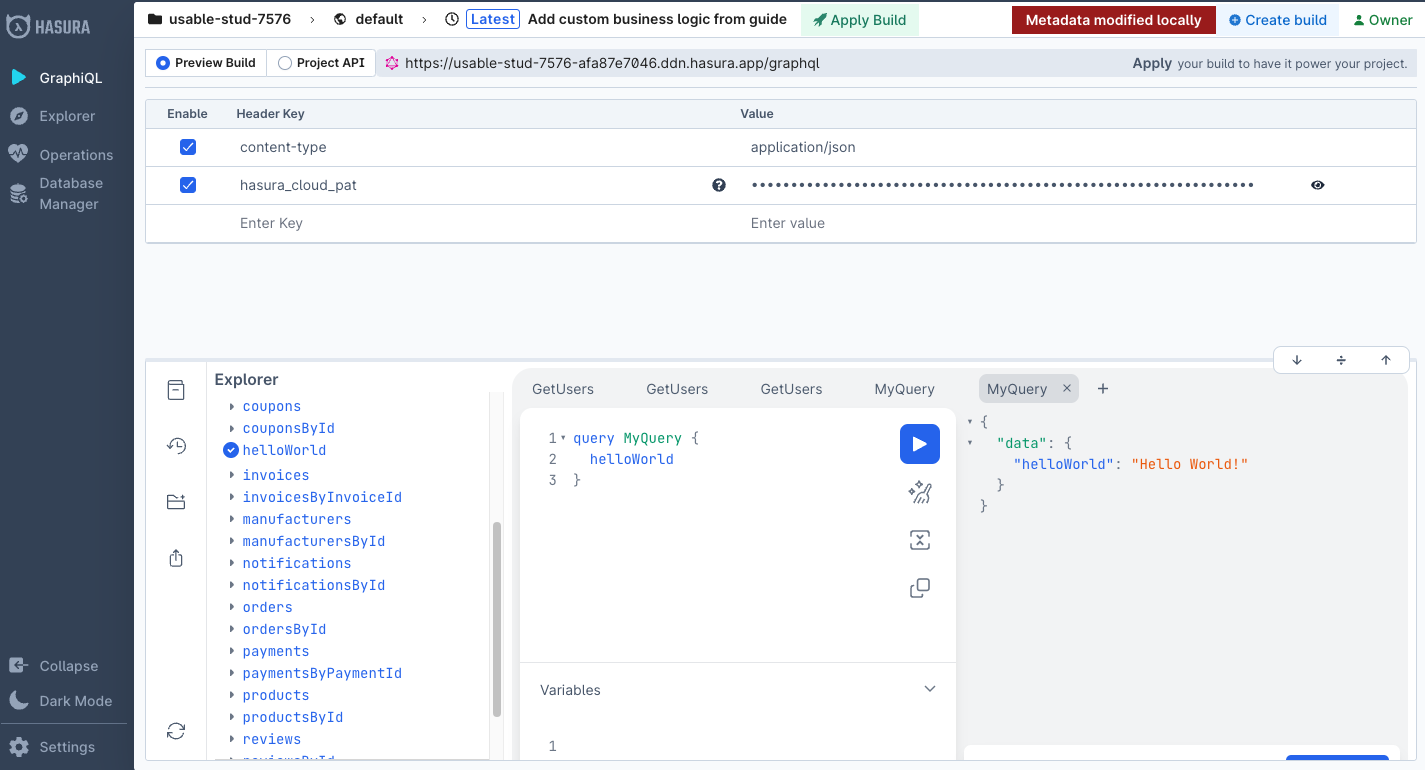 HASURA
usable-stud-7576 › default › Latest Add custom business logic from guide Apply Build Metadata modified locally Create build Owner
Preview Build Project API https://usable-stud-7576-afa87e7046.ddn.hasura.app/graphql Apply your build to have it power your project.
GraphiQL
Explorer
Operations
Database
Manager
Collapse
Dark Mode
Settings
Enable Header Key Value
content-type application/json
hasura_cloud_pat ••••••••••••••••••••••••••••••••••••••••••••••••••••••••••••••••
Enter Key Enter value
Explorer
coupons
couponsById
helloWorld
invoices
invoicesByInvoiceId
manufacturers
manufacturersById
notifications
notificationsById
orders
ordersById
payments
paymentsByPaymentId
products
productsById
reviews
reviewsById
GetUsers GetUsers GetUsers MyQuery MyQuery × +
1 query MyQuery {
2 helloWorld
3 }
Variables
1
{
"data": {
"helloWorld": "Hello World!"
}
}